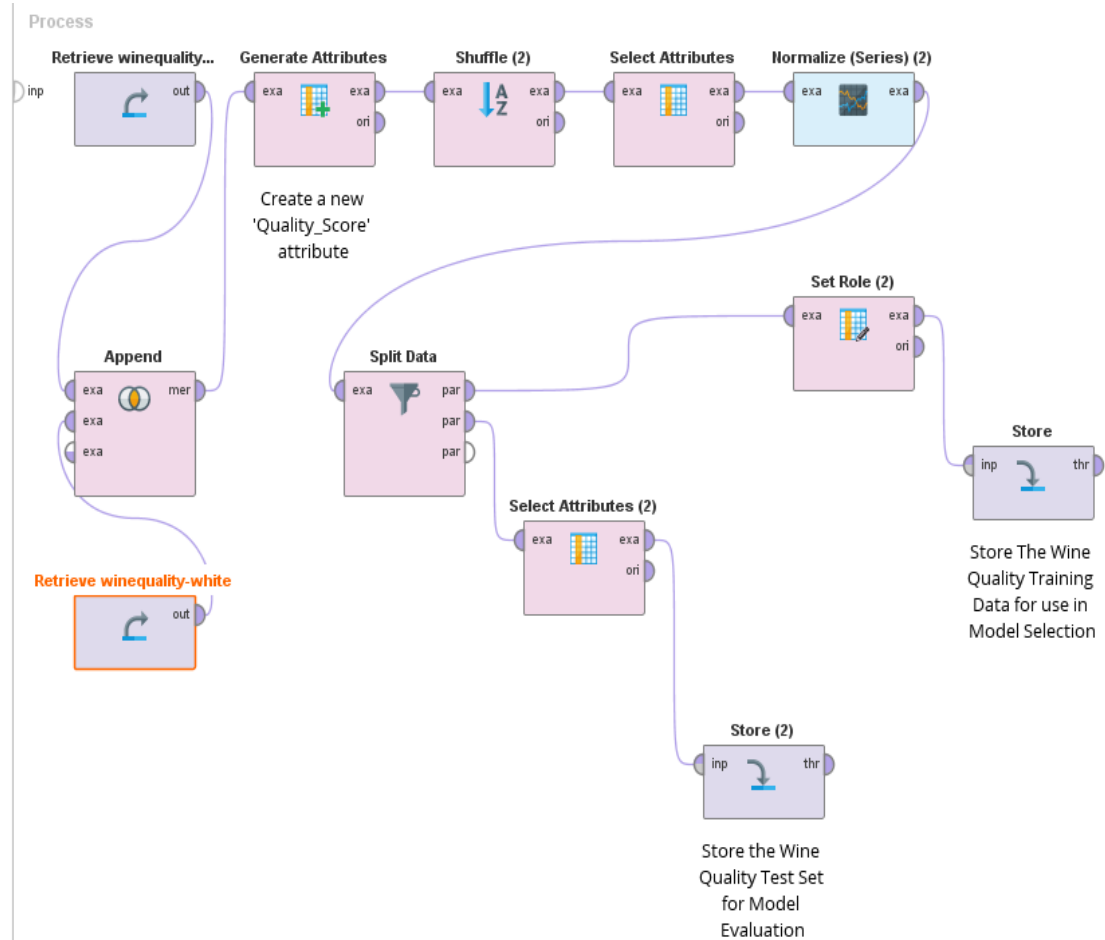 Process
inp
Retrieve winequality...
out
Generate Attributes
exa
exa
ori
Create a new
'Quality_Score'
attribute
Shuffle (2)
exa
exa
ori
A
Z
Select Attributes
exa
exa
ori
Normalize (Series) (2)
exa
exa
Set Role (2)
exa
exa
ori
Append
exa
mer
exa
exa
Split Data
exa
par
par
par
Store
inp
thr
Store The Wine
Quality Training
Data for use in
Model Selection
Select Attributes (2)
exa
exa
ori
Retrieve winequality-white
out
Store (2)
inp
thr
Store the Wine
Quality Test Set
for Model
Evaluation